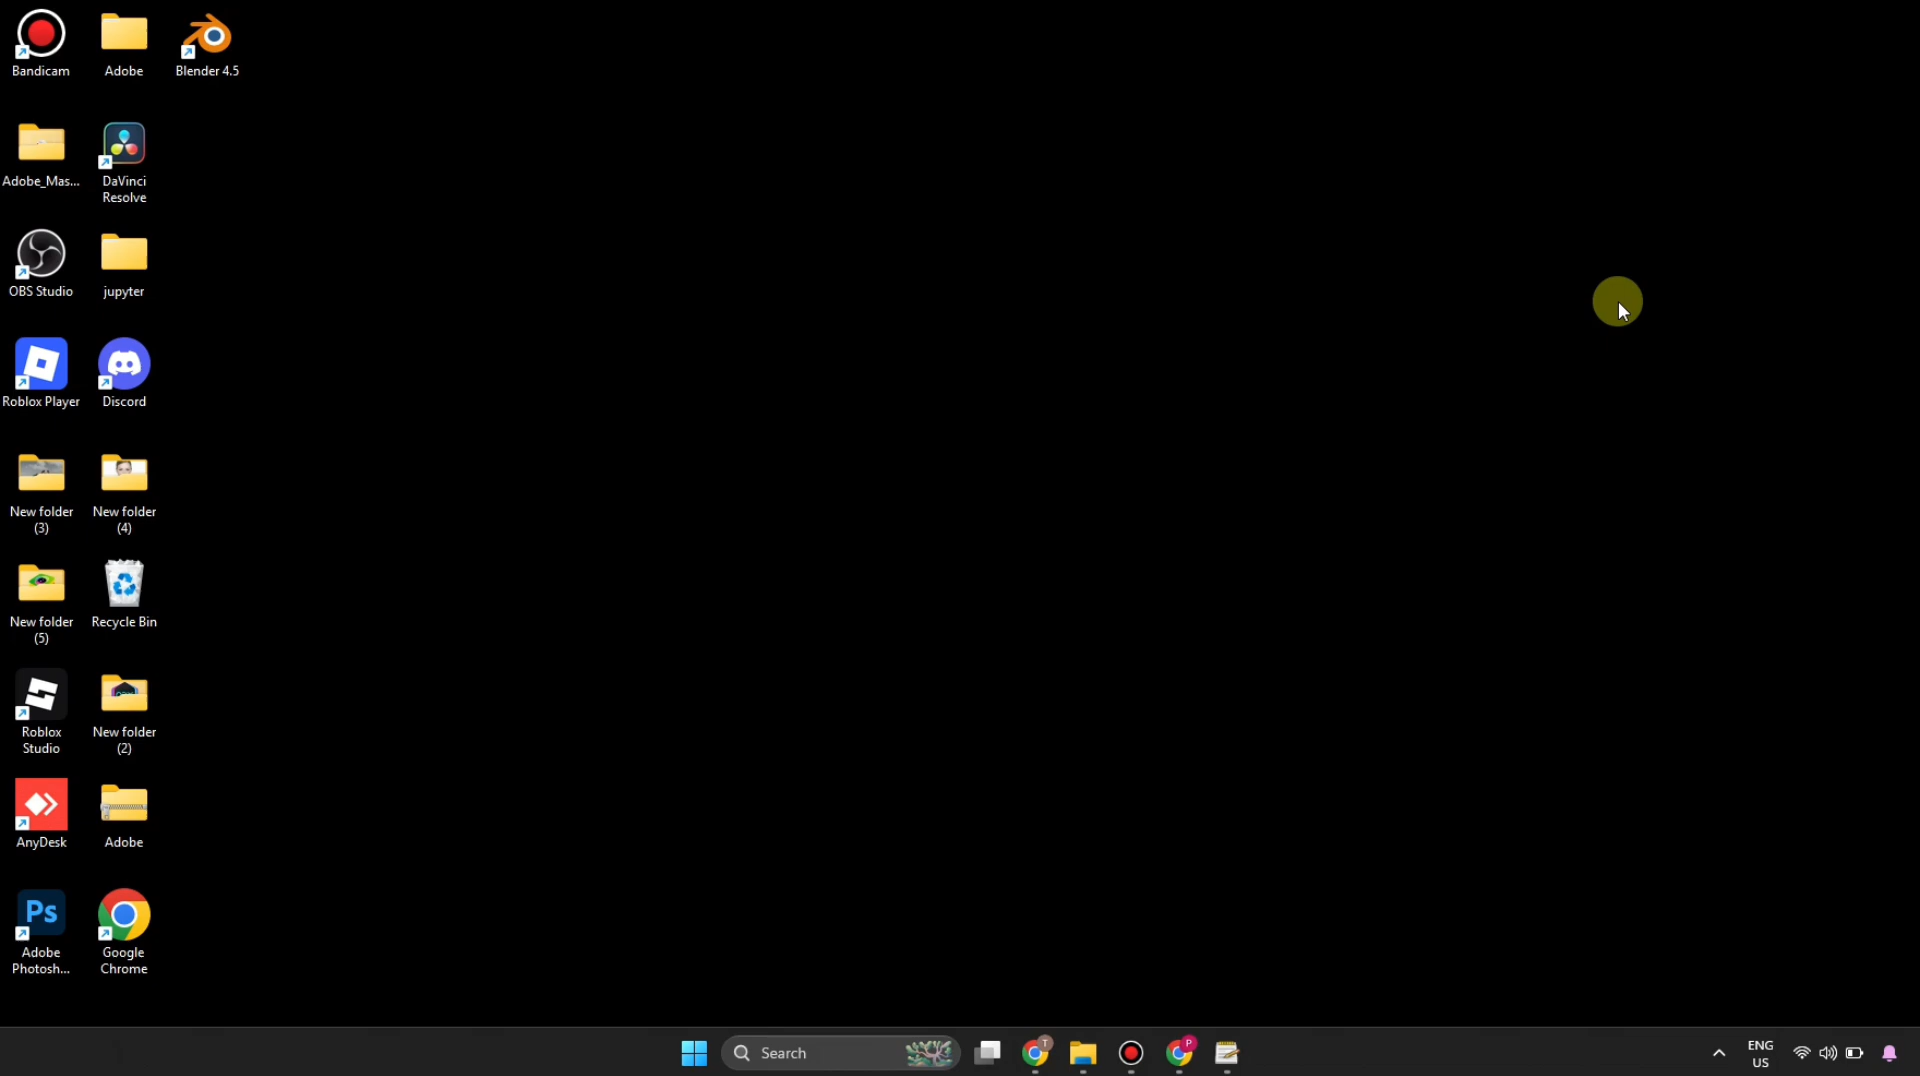 Bandicam
Adobe
Blender 4.5
Adobe_Mas...
DaVinci
Resolve
OBS Studio
jupyter
Roblox Player
Discord
New folder
(3)
New folder
(4)
New folder
(5)
Recycle Bin
Roblox
Studio
New folder
(2)
AnyDesk
Adobe
Ps
Adobe
Photosh...
Google
Chrome
Search
T
P
ENG
US